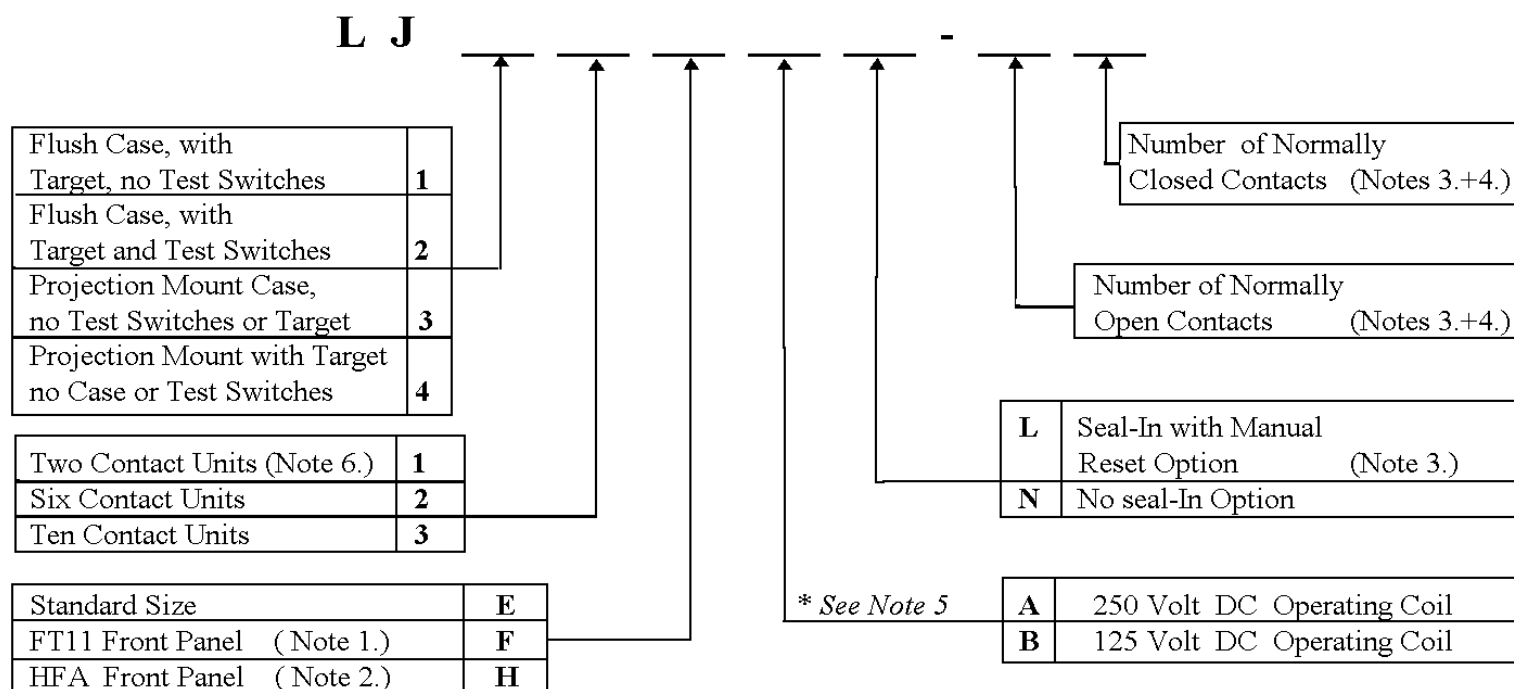 L J -
Flush Case, with
Target, no Test Switches 1
Flush Case, with
Target and Test Switches 2
Projection Mount Case,
no Test Switches or Target 3
Projection Mount with Target
no Case or Test Switches 4
Two Contact Units (Note 6.) 1
Six Contact Units 2
Ten Contact Units 3
Standard Size E
FT11 Front Panel ( Note 1.) F
HFA Front Panel ( Note 2.) H
Number of Normally
Closed Contacts (Notes 3.+4.)
Number of Normally
Open Contacts (Notes 3.+4.)
L Seal-In with Manual
Reset Option (Note 3.)
N No seal-In Option
* See Note 5
A 250 Volt DC Operating Coil
B 125 Volt DC Operating Coil